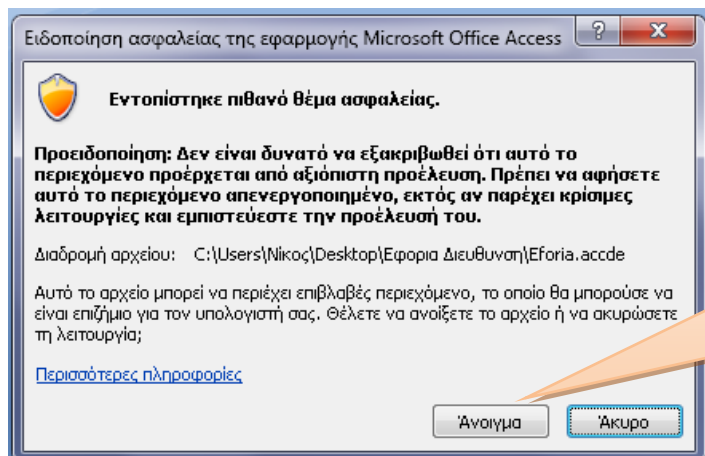 Ειδοποίηση ασφαλείας της εφαρμογής Microsoft Office Access
Εντοπίστηκε πιθανό θέμα ασφαλείας.
Προειδοποίηση: Δεν είναι δυνατό να εξακριβωθεί ότι αυτό το
περιεχόμενο προέρχεται από αξιόπιστη προέλευση. Πρέπει να αφήσετε
αυτό το περιεχόμενο απενεργοποιημένο, εκτός αν παρέχει κρίσιμες
λειτουργίες και εμπιστεύεστε την προέλευσή του.
Διαδρομή αρχείου: C:\Users\Νίκος\Desktop\Εφορια Διευθυνση\Eforia.accde
Αυτό το αρχείο μπορεί να περιέχει επιβλαβές περιεχόμενο, το οποίο θα μπορούσε να
είναι επιζήμιο για τον υπολογιστή σας. Θέλετε να ανοίξετε το αρχείο ή να ακυρώσετε
τη λειτουργία;
Περισσότερες πληροφορίες
Άνοιγμα Άκυρο